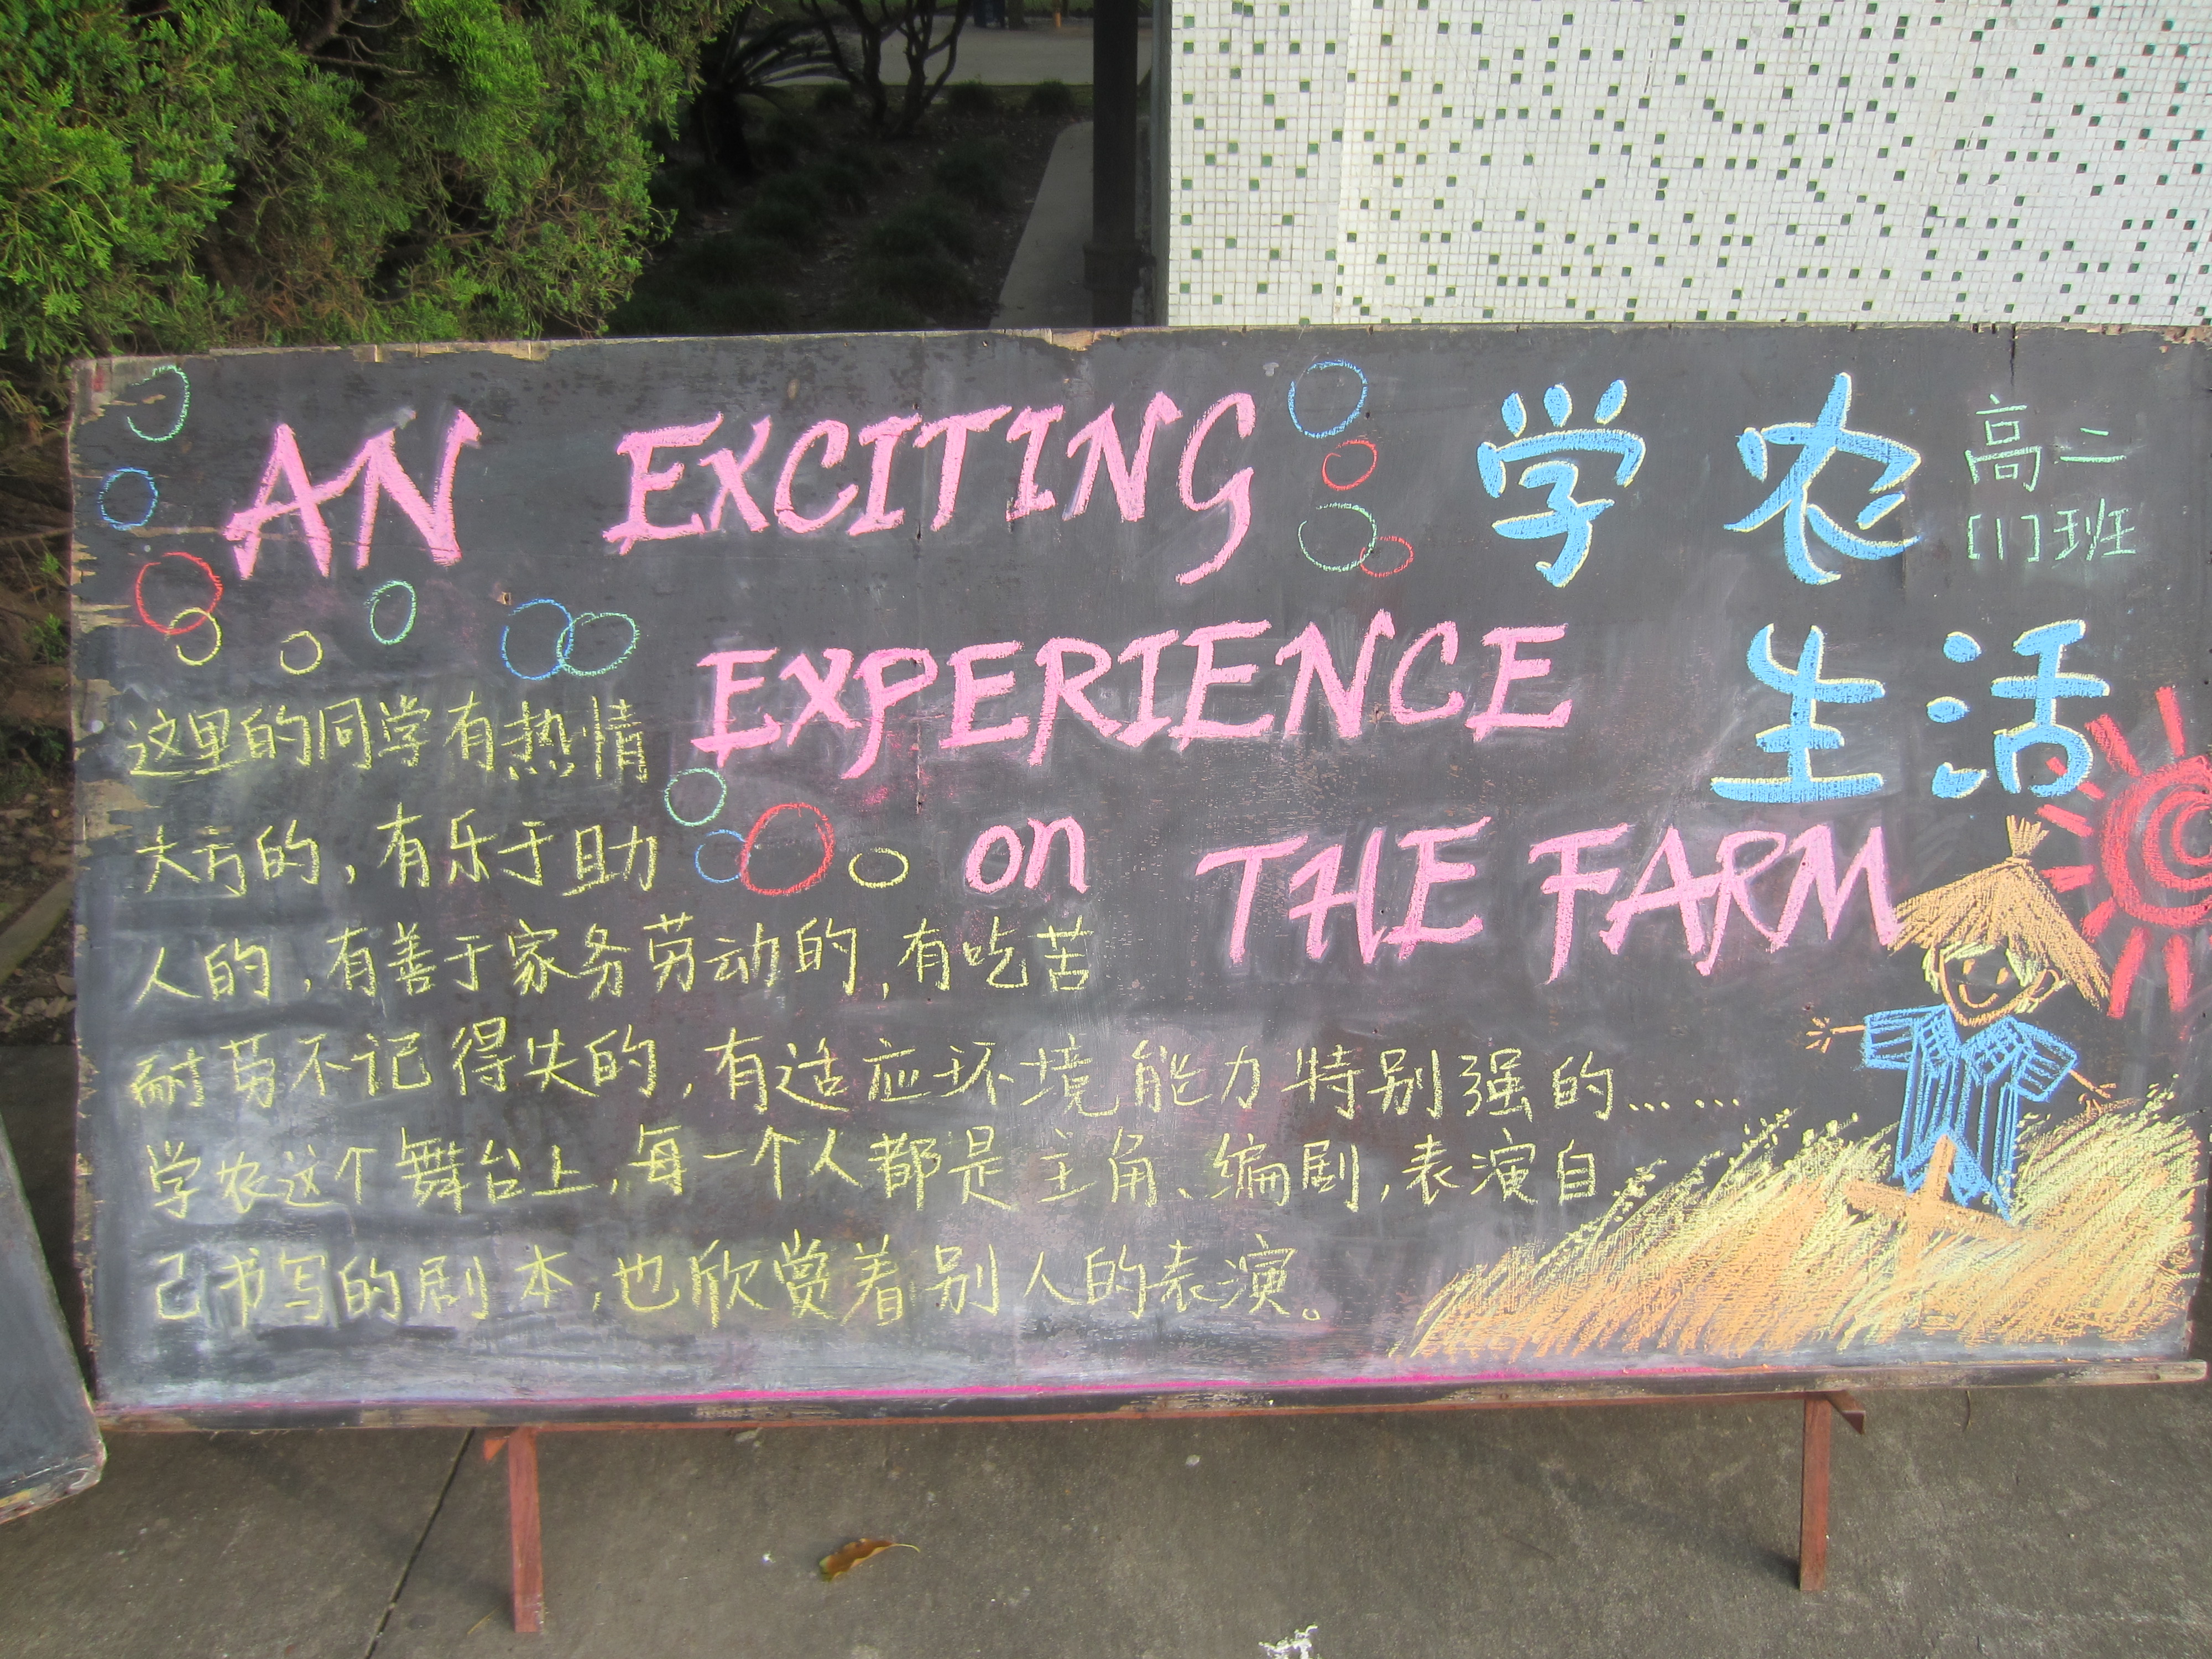 AN EXCITING
EXPERIENCE
on THE FARM
学农
生活
高二
[1]班
这里的同学有热情
大方的,有乐于助
人的,有善于家务劳动的,有吃苦
耐劳不记得失的,有适应环境能力特别强的……
学农这个舞台上,每一个人都是主角、编剧,表演自
己书写的剧本,也欣赏着别人的表演。